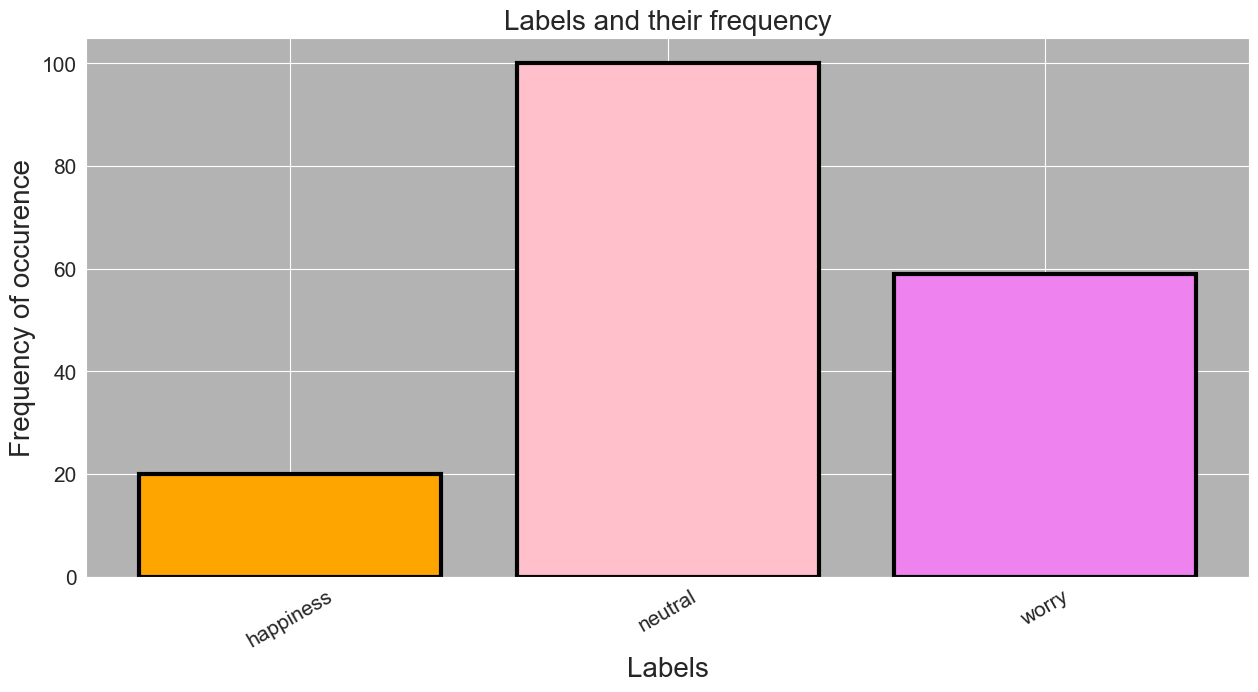 Labels and their frequency
Frequency of occurence
100
80
60
40
20
0
happiness
neutral
worry
Labels